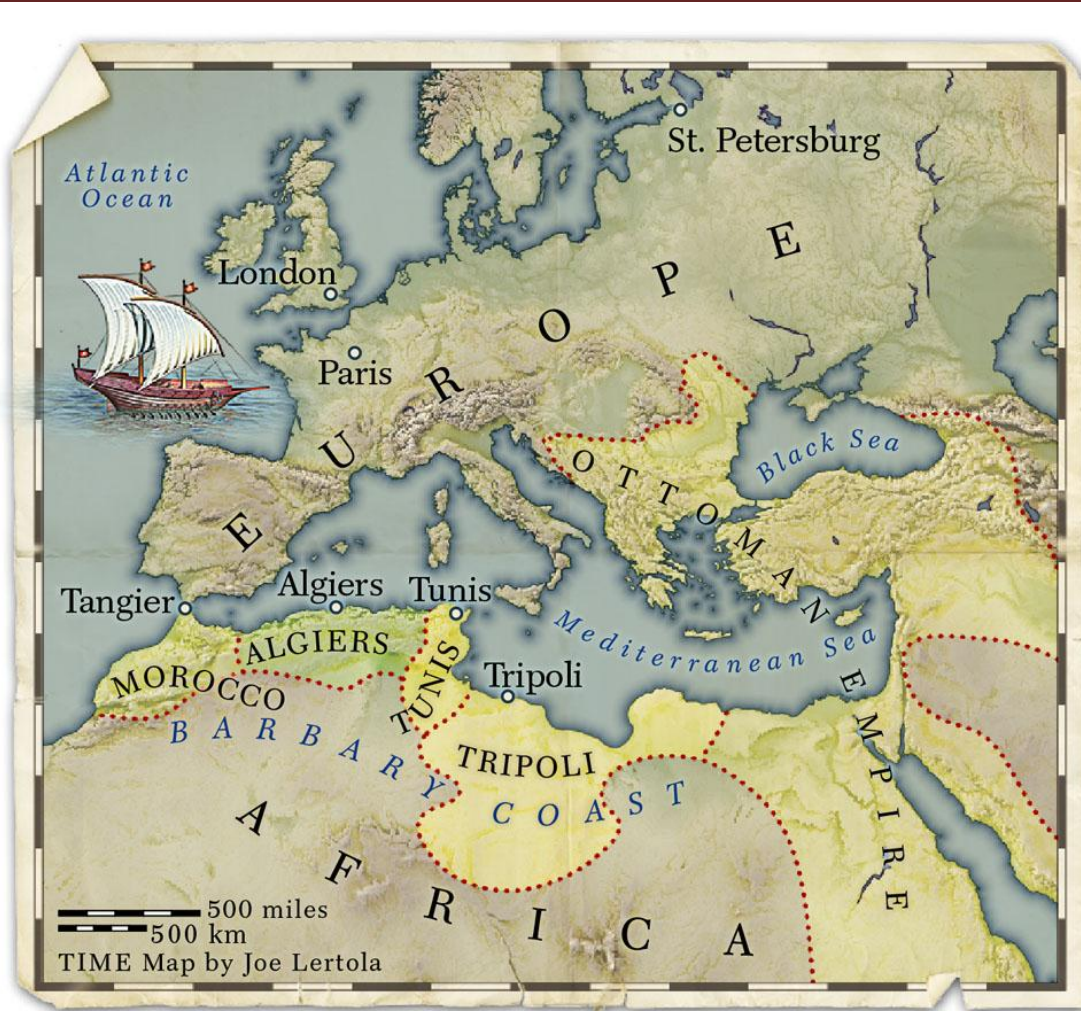 St. Petersburg
Atlantic
Ocean
London
Paris
EUROPE
Black Sea
OTTOMAN EMPIRE
Tangier
Algiers
Tunis
Mediterranean Sea
ALGIERS
MOROCCO
TUNIS
Tripoli
TRIPOLI
BARBARY COAST
AFRICA
500 miles
500 km
TIME Map by Joe Lertola